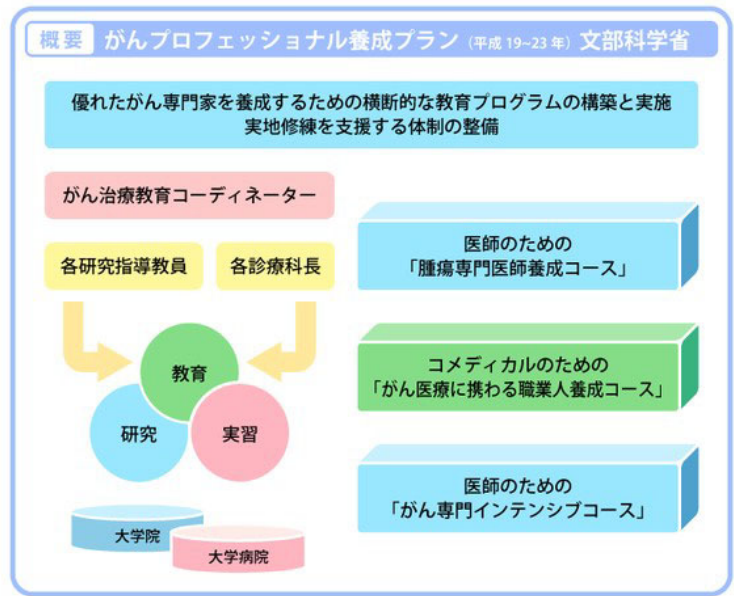 概要 がんプロフェッショナル養成プラン（平成 19~23 年）文部科学省
優れたがん専門家を養成するための横断的な教育プログラムの構築と実施
実地修練を支援する体制の整備
がん治療教育コーディネーター
各研究指導教員
各診療科長
教育
研究
実習
大学院
大学病院
医師のための
「腫瘍専門医師養成コース」
コメディカルのための
「がん医療に携わる職業人養成コース」
医師のための
「がん専門インテンシブコース」